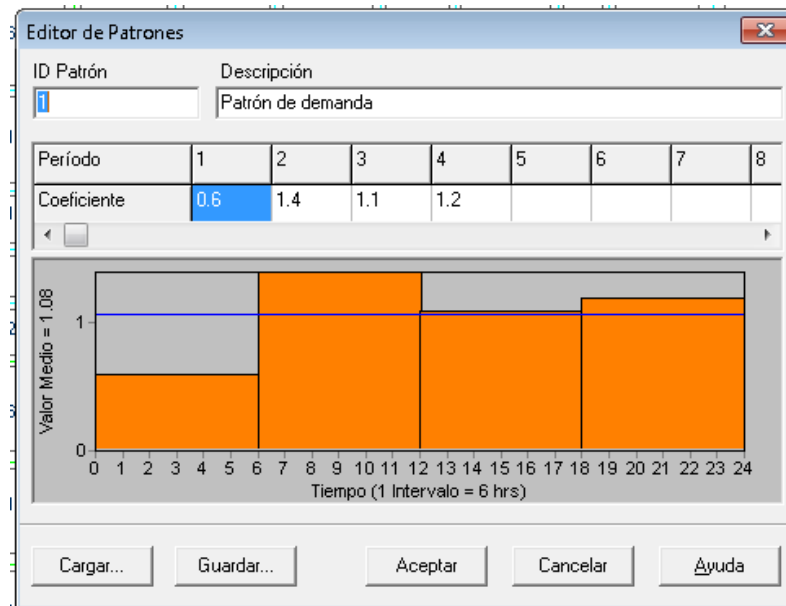 Editor de Patrones
ID Patrón Descripción
1 Patrón de demanda
Período 1 2 3 4 5 6 7 8
Coeficiente 0.6 1.4 1.1 1.2
Valor Medio = 1.08
1
0
0 1 2 3 4 5 6 7 8 9 10 11 12 13 14 15 16 17 18 19 20 21 22 23 24
Tiempo (1 Intervalo = 6 hrs)
Cargar... Guardar... Aceptar Cancelar Ayuda